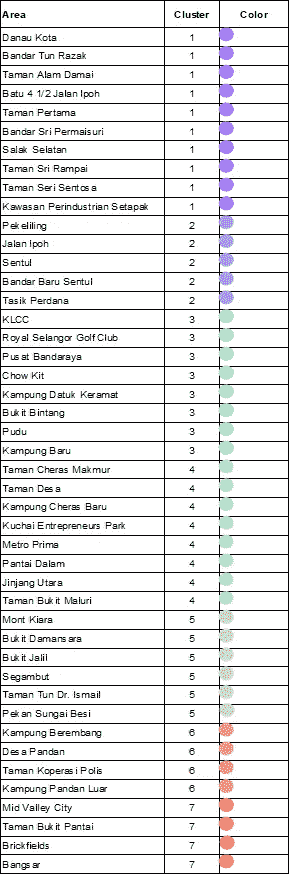 Area Cluster Color
Danau Kota 1
Bandar Tun Razak 1
Taman Alam Damai 1
Batu 4 1/2 Jalan Ipoh 1
Taman Pertama 1
Bandar Sri Permaisuri 1
Salak Selatan 1
Taman Sri Rampai 1
Taman Seri Sentosa 1
Kawasan Perindustrian Setapak 1
Pekeliling 2
Jalan Ipoh 2
Sentul 2
Bandar Baru Sentul 2
Tasik Perdana 2
KLCC 3
Royal Selangor Golf Club 3
Pusat Bandaraya 3
Chow Kit 3
Kampung Datuk Keramat 3
Bukit Bintang 3
Pudu 3
Kampung Baru 3
Taman Cheras Makmur 4
Taman Desa 4
Kampung Cheras Baru 4
Kuchai Entrepreneurs Park 4
Metro Prima 4
Pantai Dalam 4
Jinjang Utara 4
Taman Bukit Maluri 4
Mont Kiara 5
Bukit Damansara 5
Bukit Jalil 5
Segambut 5
Taman Tun Dr. Ismail 5
Pekan Sungai Besi 5
Kampung Berembang 6
Desa Pandan 6
Taman Koperasi Polis 6
Kampung Pandan Luar 6
Mid Valley City 7
Taman Bukit Pantai 7
Brickfields 7
Bangsar 7